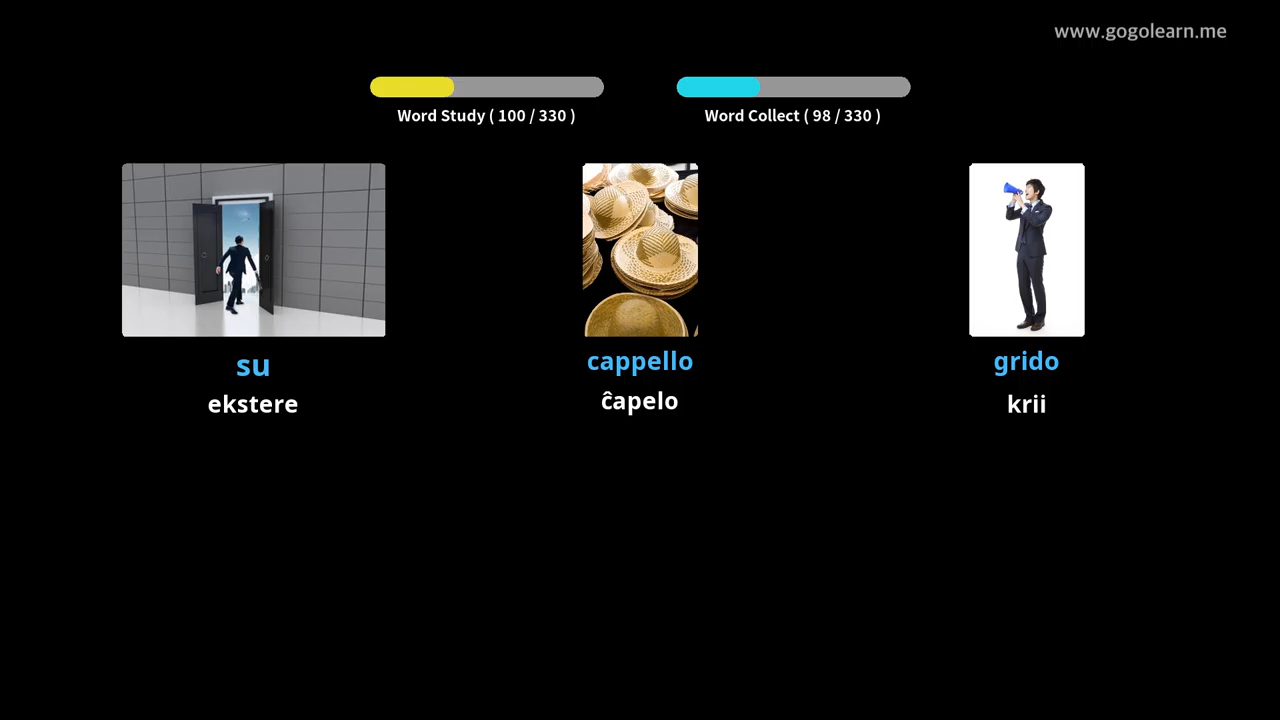 www.gogolearn.me
Word Study ( 100 / 330 )
Word Collect ( 98 / 330 )
su
cappello
grido
ekstere
ĉapelo
krii